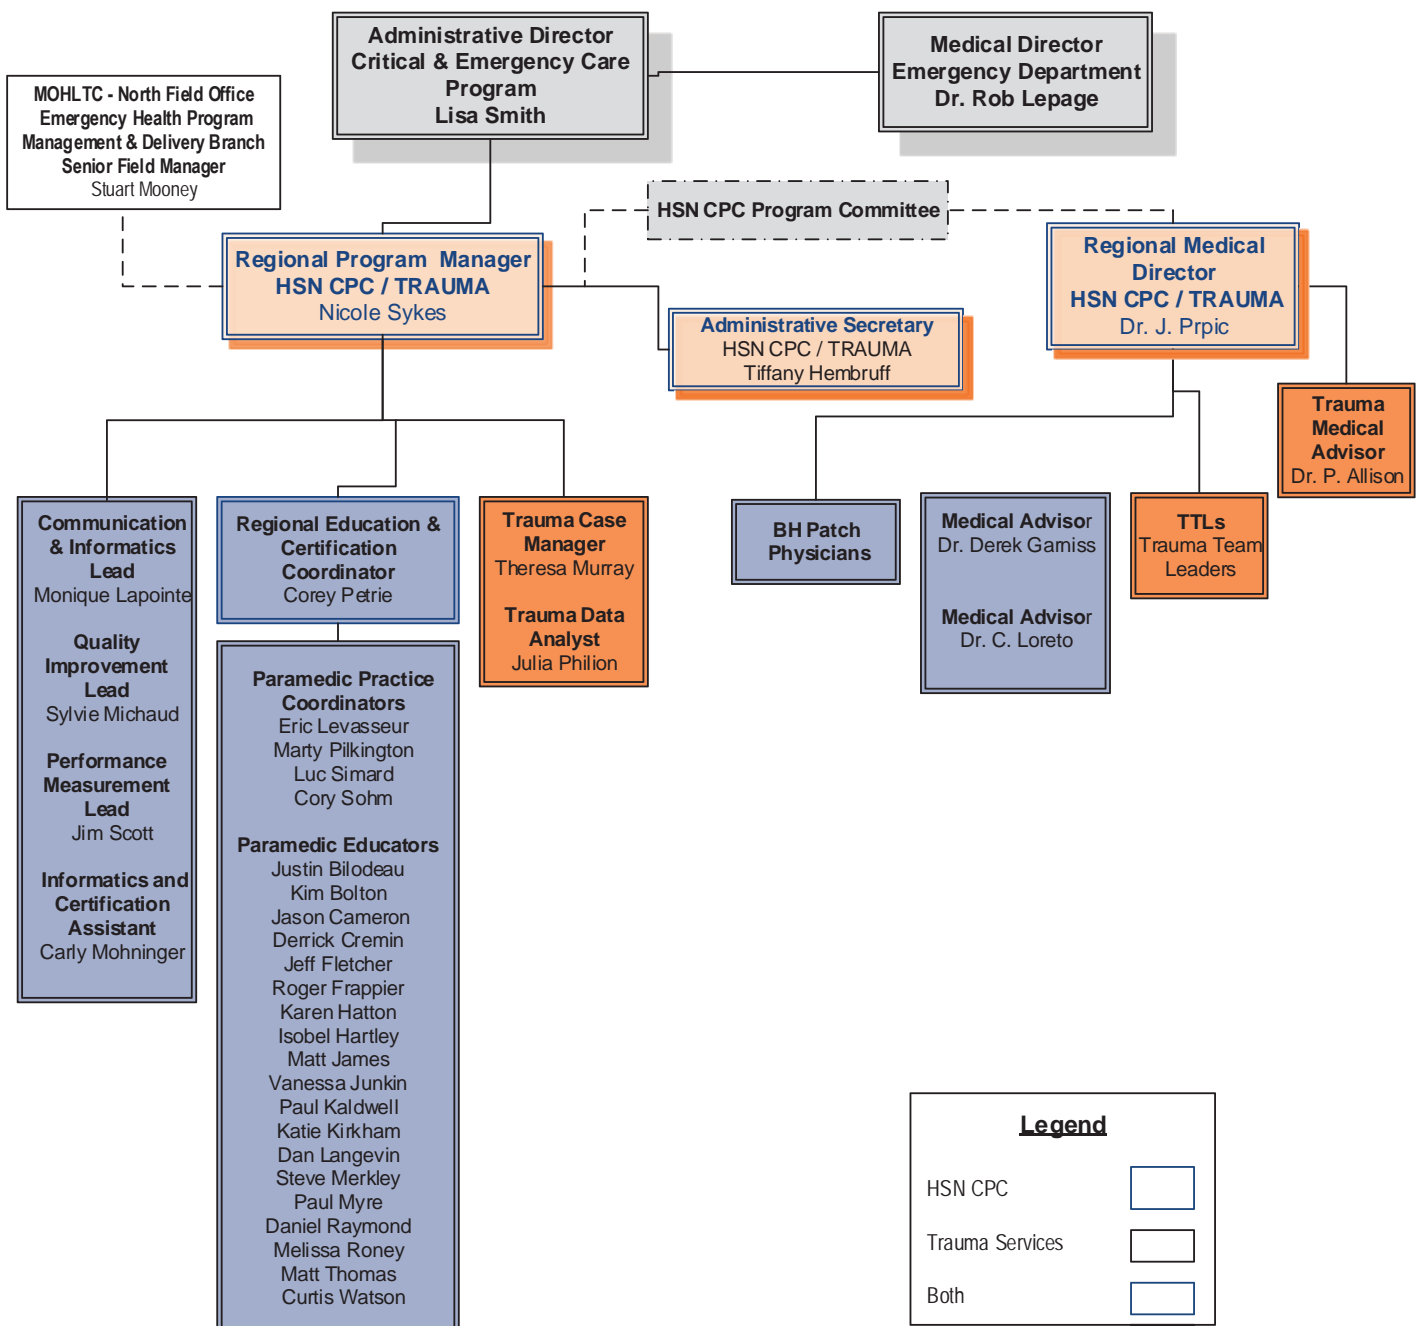 Administrative Director
Critical & Emergency Care
Program
Lisa Smith
Medical Director
Emergency Department
Dr. Rob Lepage
MOHLTC - North Field Office
Emergency Health Program
Management & Delivery Branch
Senior Field Manager
Stuart Mooney
HSN CPC Program Committee
Regional Program Manager
HSN CPC / TRAUMA
Nicole Sykes
Regional Medical
Director
HSN CPC / TRAUMA
Dr. J. Prpic
Administrative Secretary
HSN CPC / TRAUMA
Tiffany Hembruff
Trauma
Medical
Advisor
Dr. P. Allison
Communication
& Informatics
Lead
Monique Lapointe
Quality
Improvement
Lead
Sylvie Michaud
Performance
Measurement
Lead
Jim Scott
Informatics and
Certification
Assistant
Carly Mohninger
Regional Education &
Certification
Coordinator
Corey Petrie
Paramedic Practice
Coordinators
Eric Levasseur
Marty Pilkington
Luc Simard
Cory Sohm
Paramedic Educators
Justin Bilodeau
Kim Bolton
Jason Cameron
Derrick Cremin
Jeff Fletcher
Roger Frappier
Karen Hatton
Isobel Hartley
Matt James
Vanessa Junkin
Paul Kaldwell
Katie Kirkham
Dan Langevin
Steve Merkley
Paul Myre
Daniel Raymond
Melissa Roney
Matt Thomas
Curtis Watson
Trauma Case
Manager
Theresa Murray
Trauma Data
Analyst
Julia Philion
BH Patch
Physicians
Medical Advisor
Dr. Derek Garniss
Medical Advisor
Dr. C. Loreto
TTLs
Trauma Team
Leaders
Legend
HSN CPC
Trauma Services
Both